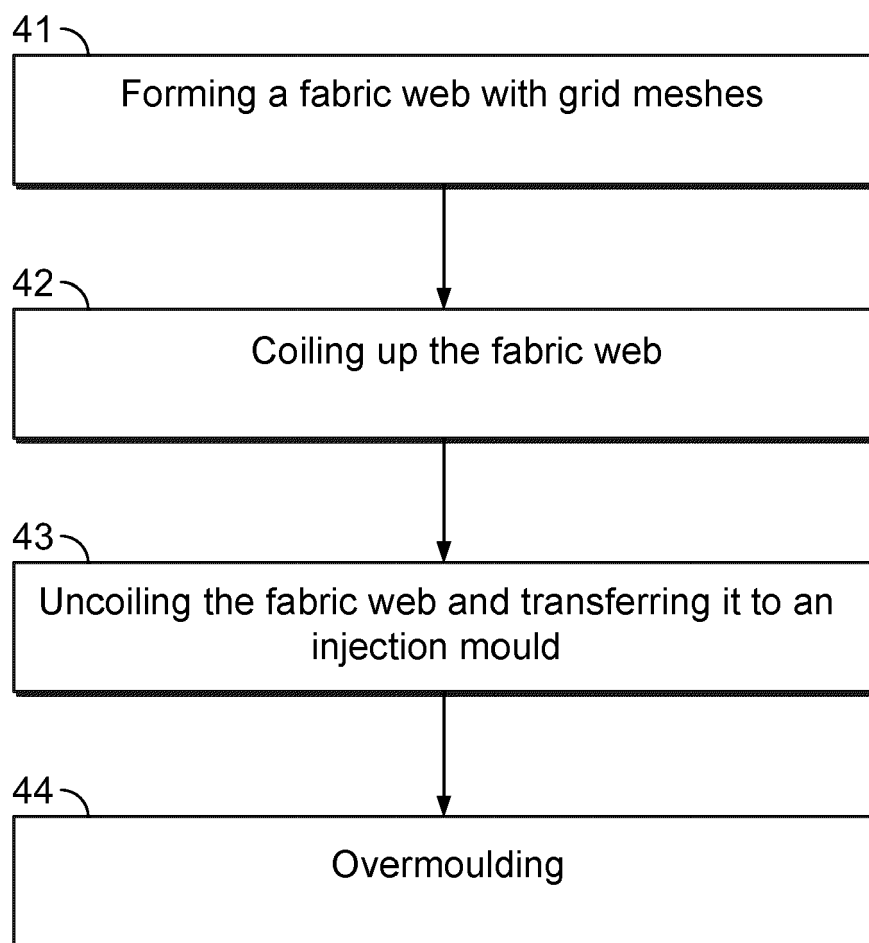 41
Forming a fabric web with grid meshes
42
Coiling up the fabric web
43
Uncoiling the fabric web and transferring it to an
injection mould
44
Overmoulding